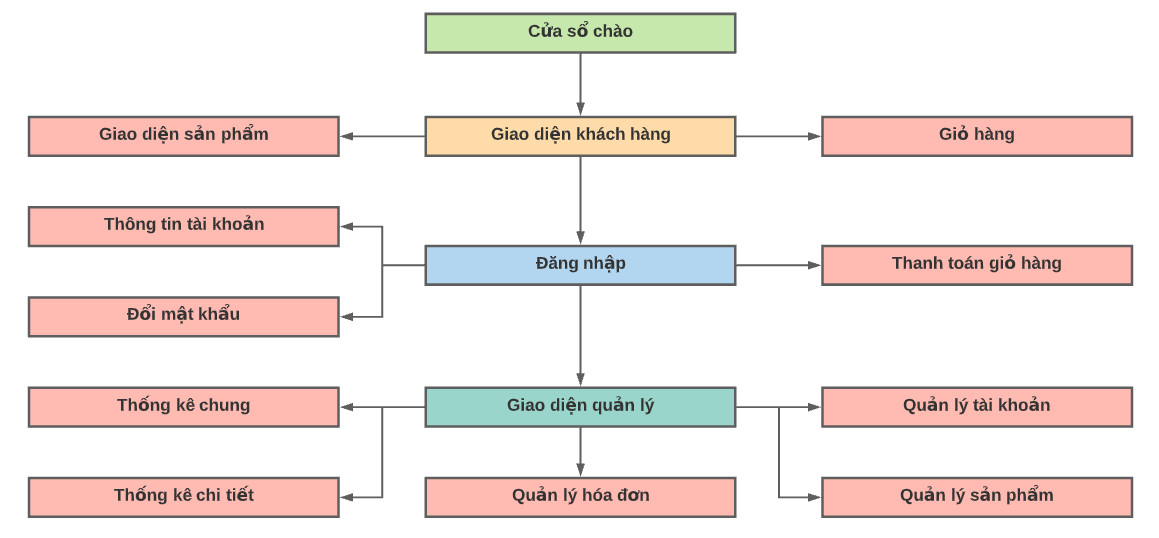 Cửa sổ chào
Giao diện sản phẩm
Giao diện khách hàng
Giỏ hàng
Thông tin tài khoản
Đăng nhập
Thanh toán giỏ hàng
Đổi mật khẩu
Thống kê chung
Giao diện quản lý
Quản lý tài khoản
Thống kê chi tiết
Quản lý hóa đơn
Quản lý sản phẩm